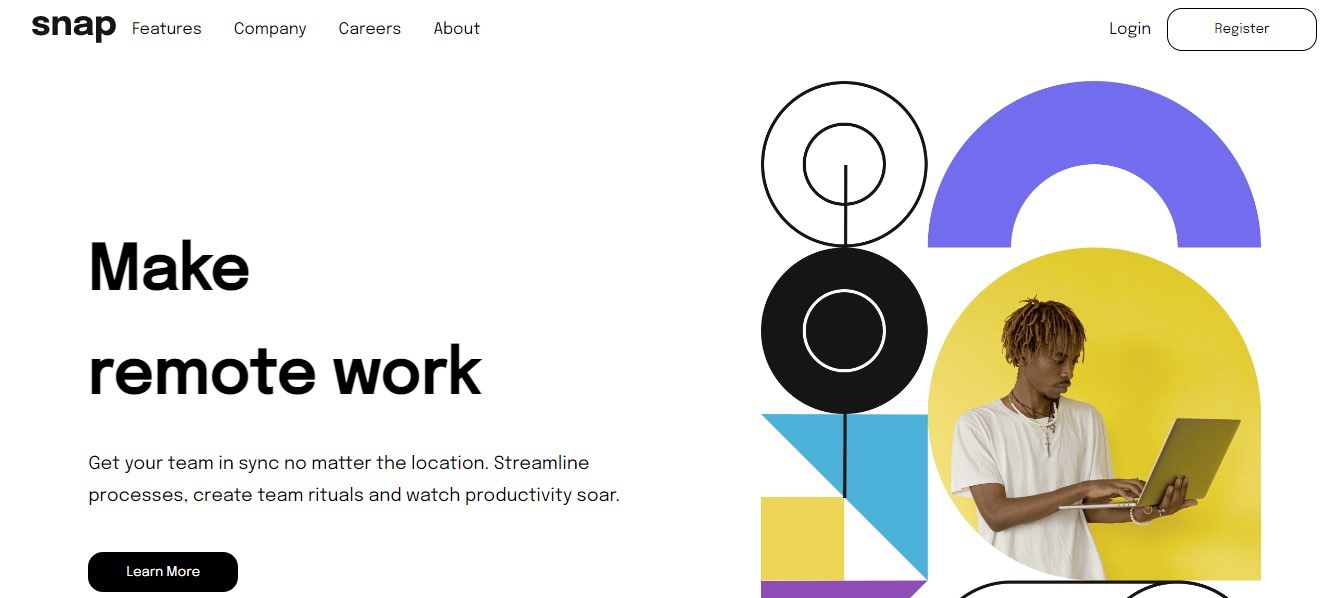 snap Features Company Careers About Login Register
Make
remote work
Get your team in sync no matter the location. Streamline
processes, create team rituals and watch productivity soar.
Learn More